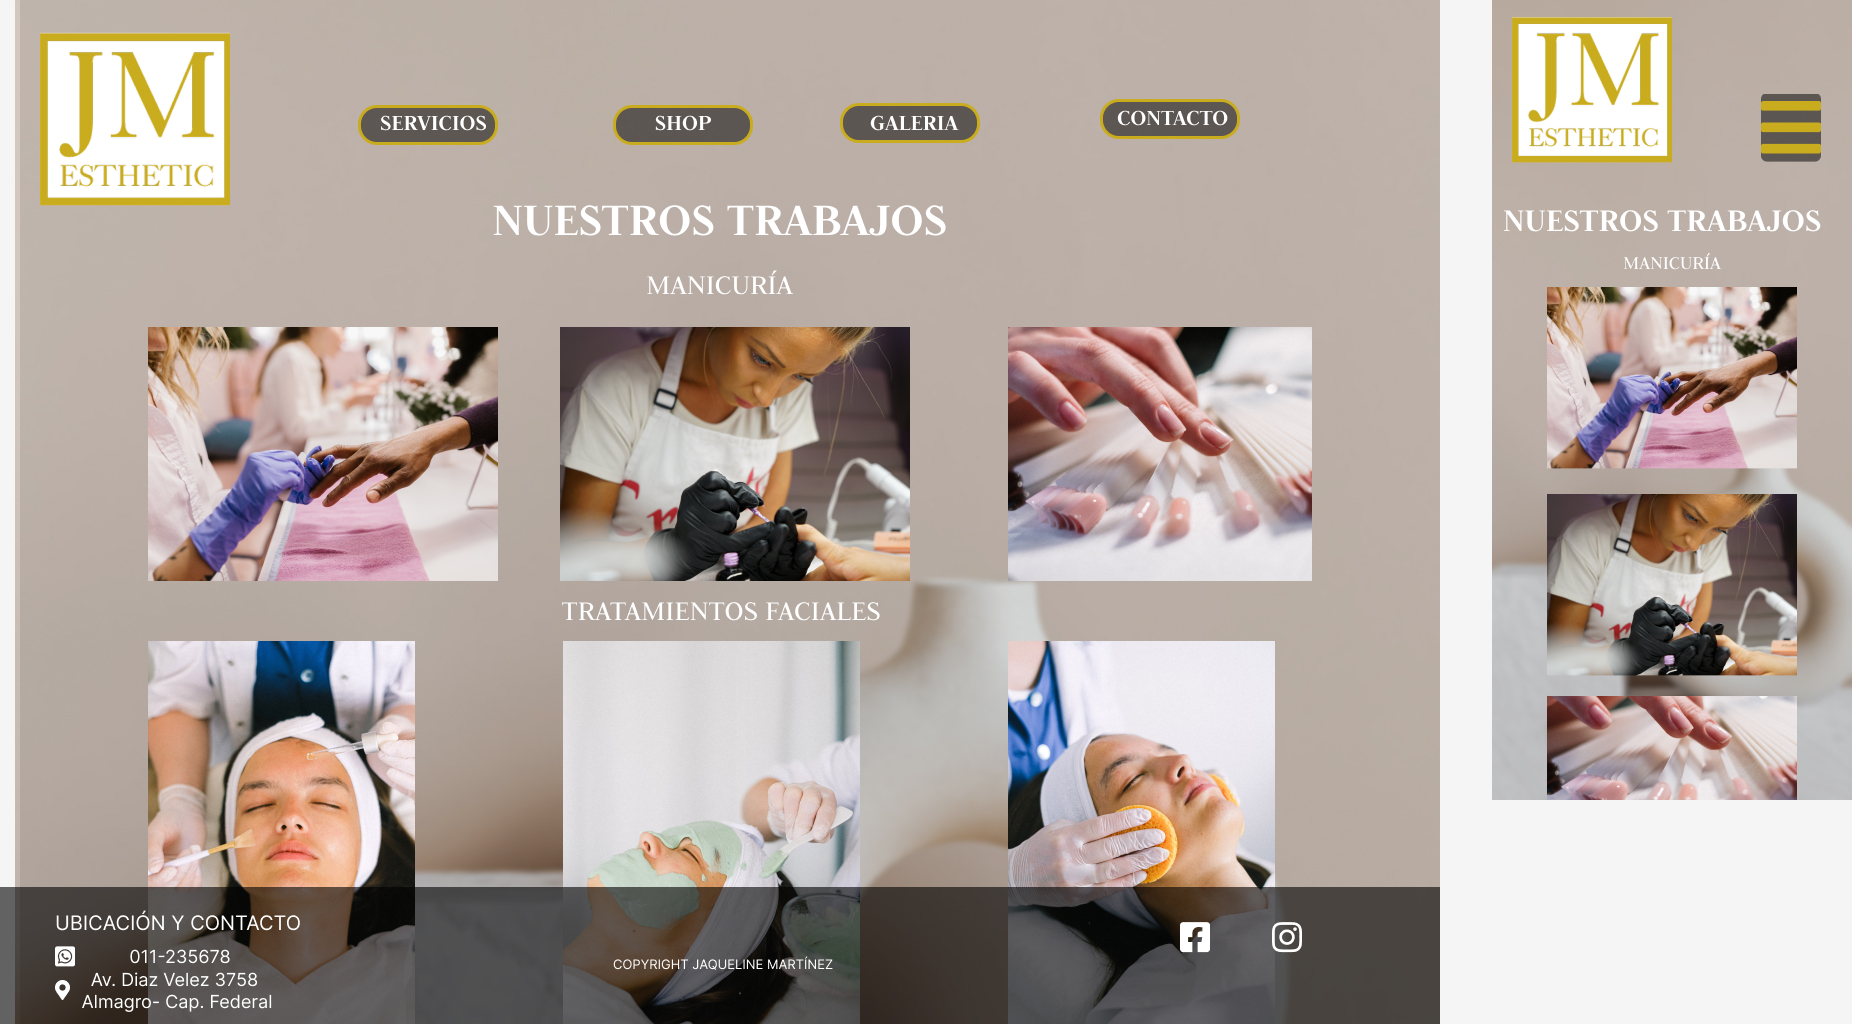 JM
ESTHETIC
SERVICIOS
SHOP
GALERIA
CONTACTO
NUESTROS TRABAJOS
MANICURÍA
TRATAMIENTOS FACIALES
UBICACIÓN Y CONTACTO
011-235678
Av. Diaz Velez 3758
Almagro- Cap. Federal
COPYRIGHT JAQUELINE MARTÍNEZ
JM
ESTHETIC
NUESTROS TRABAJOS
MANICURÍA